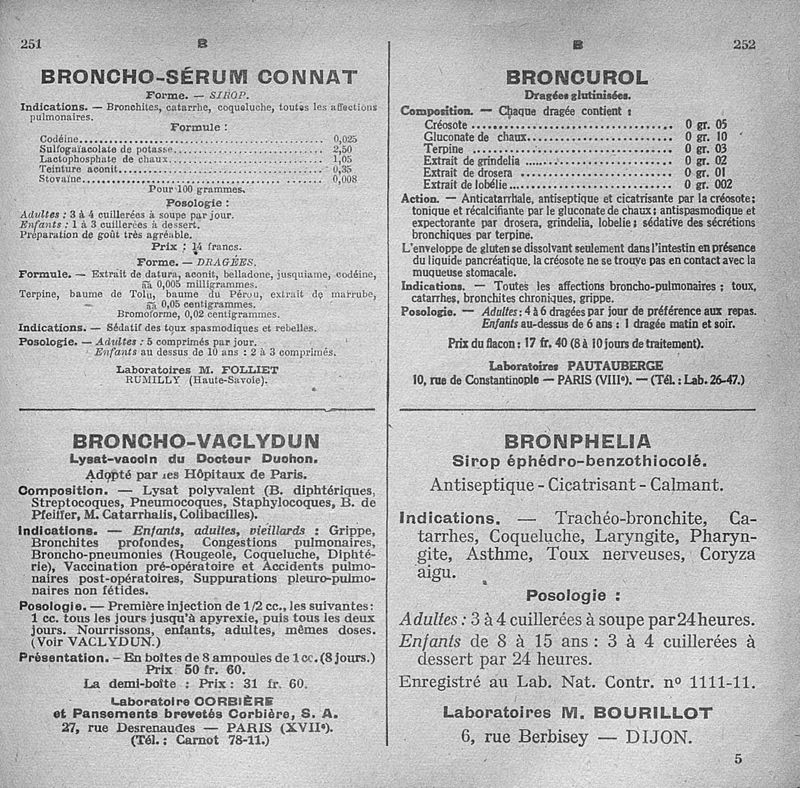 251 B
BRONCHO-SÉRUM CONNAT
Forme. — SIROP.
Indications. — Bronchites, catarrhe, coqueluche, toutes les affections
pulmonaires.
Formule :
Codéine........ 0,025
Sulfogaïacolate de potasse........ 2,50
Lactophosphate de chaux........ 1,05
Teinture aconit........ 0,35
Stovaïne........ 0,008
Pour 100 grammes.
Posologie :
Adultes : 3 à 4 cuillerées à soupe par jour.
Enfants : 1 à 3 cuillerées à dessert.
Préparation de goût très agréable.
Prix : 14 francs.
Forme. — DRAGÉES.
Formule. — Extrait de datura, aconit, belladone, jusquiame, codéine,
āā 0,005 milligrammes.
Terpine, baume de Tolu, baume du Pérou, extrait de marrube,
āā 0,05 centigrammes.
Bromoforme, 0,02 centigrammes.
Indications. — Sédatif des toux spasmodiques et rebelles.
Posologie. — Adultes : 5 comprimés par jour.
Enfants au dessus de 10 ans : 2 à 3 comprimés.
Laboratoires M. FOLLIET
RUMILLY (Haute-Savoie).
BRONCHO-VACLYDUN
Lysat-vaccin du Docteur Duchon.
Adopté par les Hôpitaux de Paris.
Composition. — Lysat polyvalent (B. diphtériques,
Streptocoques, Pneumocoques, Staphylocoques, B. de
Pfeiffer, M. Catarrhalis, Colibacilles).
Indications. — Enfants, adultes, vieillards : Grippe,
Bronchites profondes, Congestions pulmonaires,
Broncho-pneumonies (Rougeole, Coqueluche, Diphté-
rie), Vaccination pré-opératoire et Accidents pulmo-
naires post-opératoires, Suppurations pleuro-pulmo-
naires non fétides.
Posologie. — Première injection de 1/2 cc., les suivantes :
1 cc. tous les jours jusqu'à apyrexie, puis tous les deux
jours. Nourrissons, enfants, adultes, mêmes doses.
(Voir VACLYDUN.)
Présentation. – En boîtes de 8 ampoules de 1 cc. (8 jours.)
Prix 50 fr. 60.
La demi-boîte : Prix : 31 fr. 60.
Laboratoire CORBIÈRE
et Pansements brevetés Corbière, S. A.
27, rue Desrenaudes — PARIS (XVIIᵉ).
(Tél. : Carnot 78-11.)
B 252
BRONCUROL
Dragées glutinisées.
Composition. — Chaque dragée contient :
Créosote........ 0 gr. 05
Gluconate de chaux........ 0 gr. 10
Terpine........ 0 gr. 03
Extrait de grindelia........ 0 gr. 02
Extrait de drosera........ 0 gr. 01
Extrait de lobélie........ 0 gr. 002
Action. — Anticatarrhale, antiseptique et cicatrisante par la créosote;
tonique et récalcifiante par le gluconate de chaux; antispasmodique et
expectorante par drosera, grindelia, lobelie; sédative des sécrétions
bronchiques par terpine.
L'enveloppe de gluten se dissolvant seulement dans l'intestin en présence
du liquide pancréatique, la créosote ne se trouve pas en contact avec la
muqueuse stomacale.
Indications. — Toutes les affections broncho-pulmonaires ; toux,
catarrhes, bronchites chroniques, grippe.
Posologie. — Adultes: 4 à 6 dragées par jour de préférence aux repas.
Enfants au-dessus de 6 ans : 1 dragée matin et soir.
Prix du flacon : 17 fr. 40 (8 à 10 jours de traitement).
Laboratoires PAUTAUBERGE
10, rue de Constantinople — PARIS (VIIIᵉ). — (Tél. : Lab. 26-47.)
BRONPHELIA
Sirop éphédro-benzothiocolé.
Antiseptique - Cicatrisant - Calmant.
Indications. — Trachéo-bronchite, Ca-
tarrhes, Coqueluche, Laryngite, Pharyn-
gite, Asthme, Toux nerveuses, Coryza
aigu.
Posologie :
Adultes : 3 à 4 cuillerées à soupe par 24 heures.
Enfants de 8 à 15 ans : 3 à 4 cuillerées à
dessert par 24 heures.
Enregistré au Lab. Nat. Contr. nº 1111-11.
Laboratoires M. BOURILLOT
6, rue Berbisey — DIJON.
5